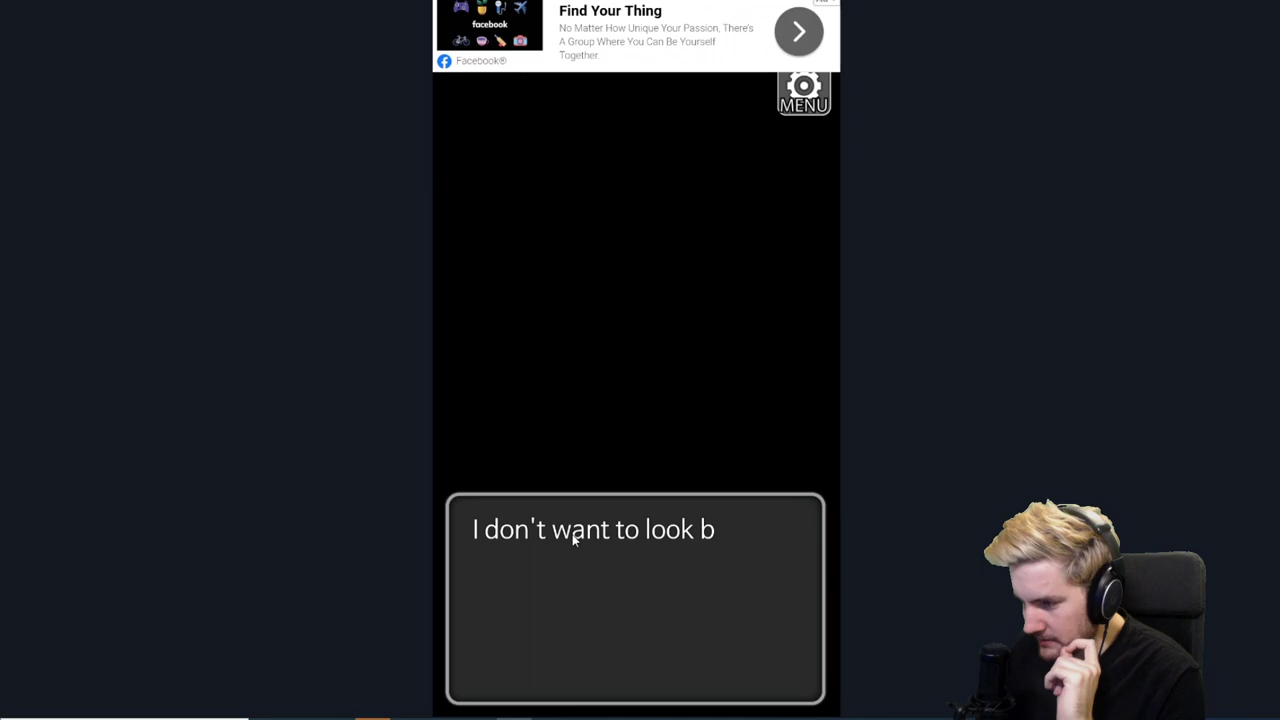 Find Your Thing
No Matter How Unique Your Passion, There's
A Group Where You Can Be Yourself
Together.
facebook
Facebook®
MENU
I don't want to look b